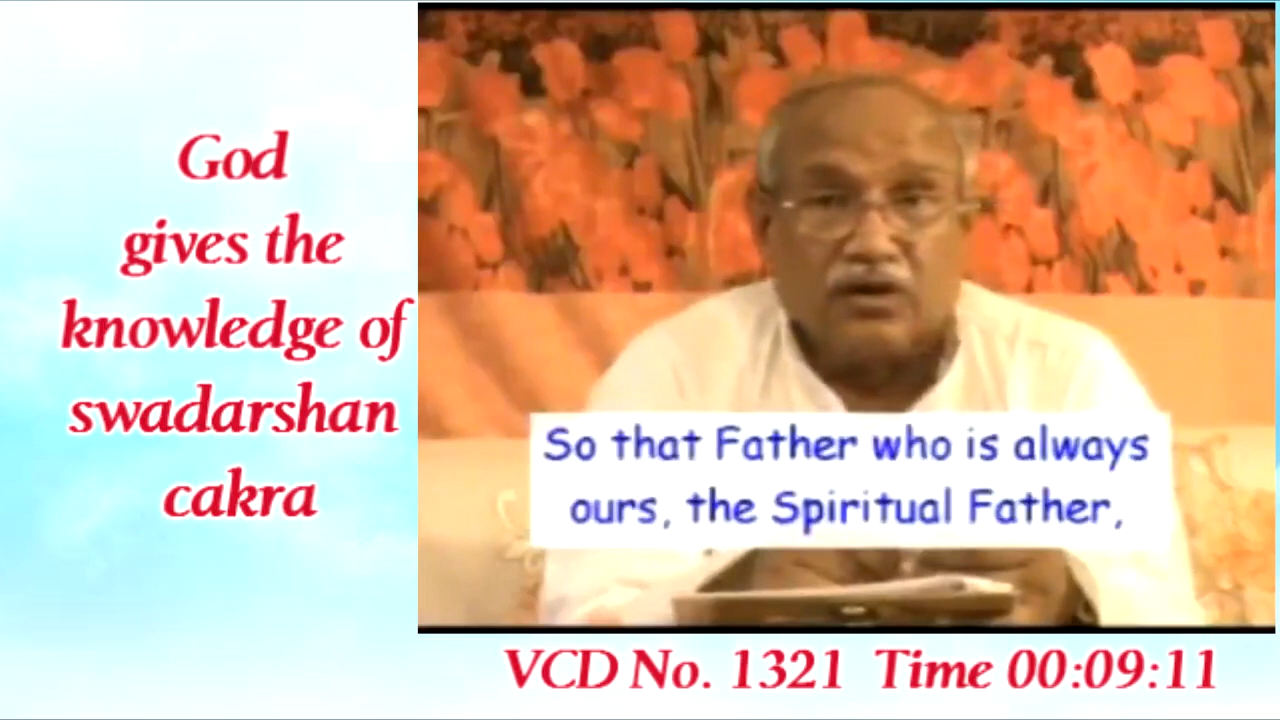 God
gives the
knowledge of
swadarshan
cakra
So that Father who is always
ours, the Spiritual Father,
VCD No. 1321 Time 00:09:11